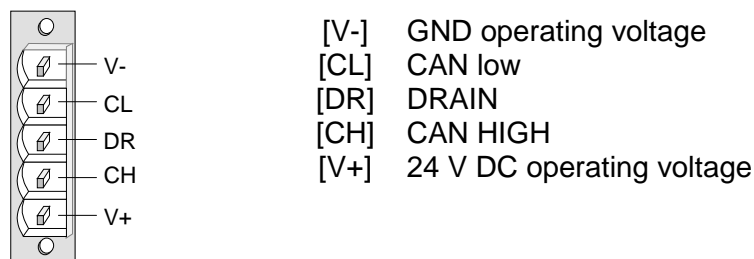 V-
CL
DR
CH
V+
[V-] GND operating voltage
[CL] CAN low
[DR] DRAIN
[CH] CAN HIGH
[V+] 24 V DC operating voltage